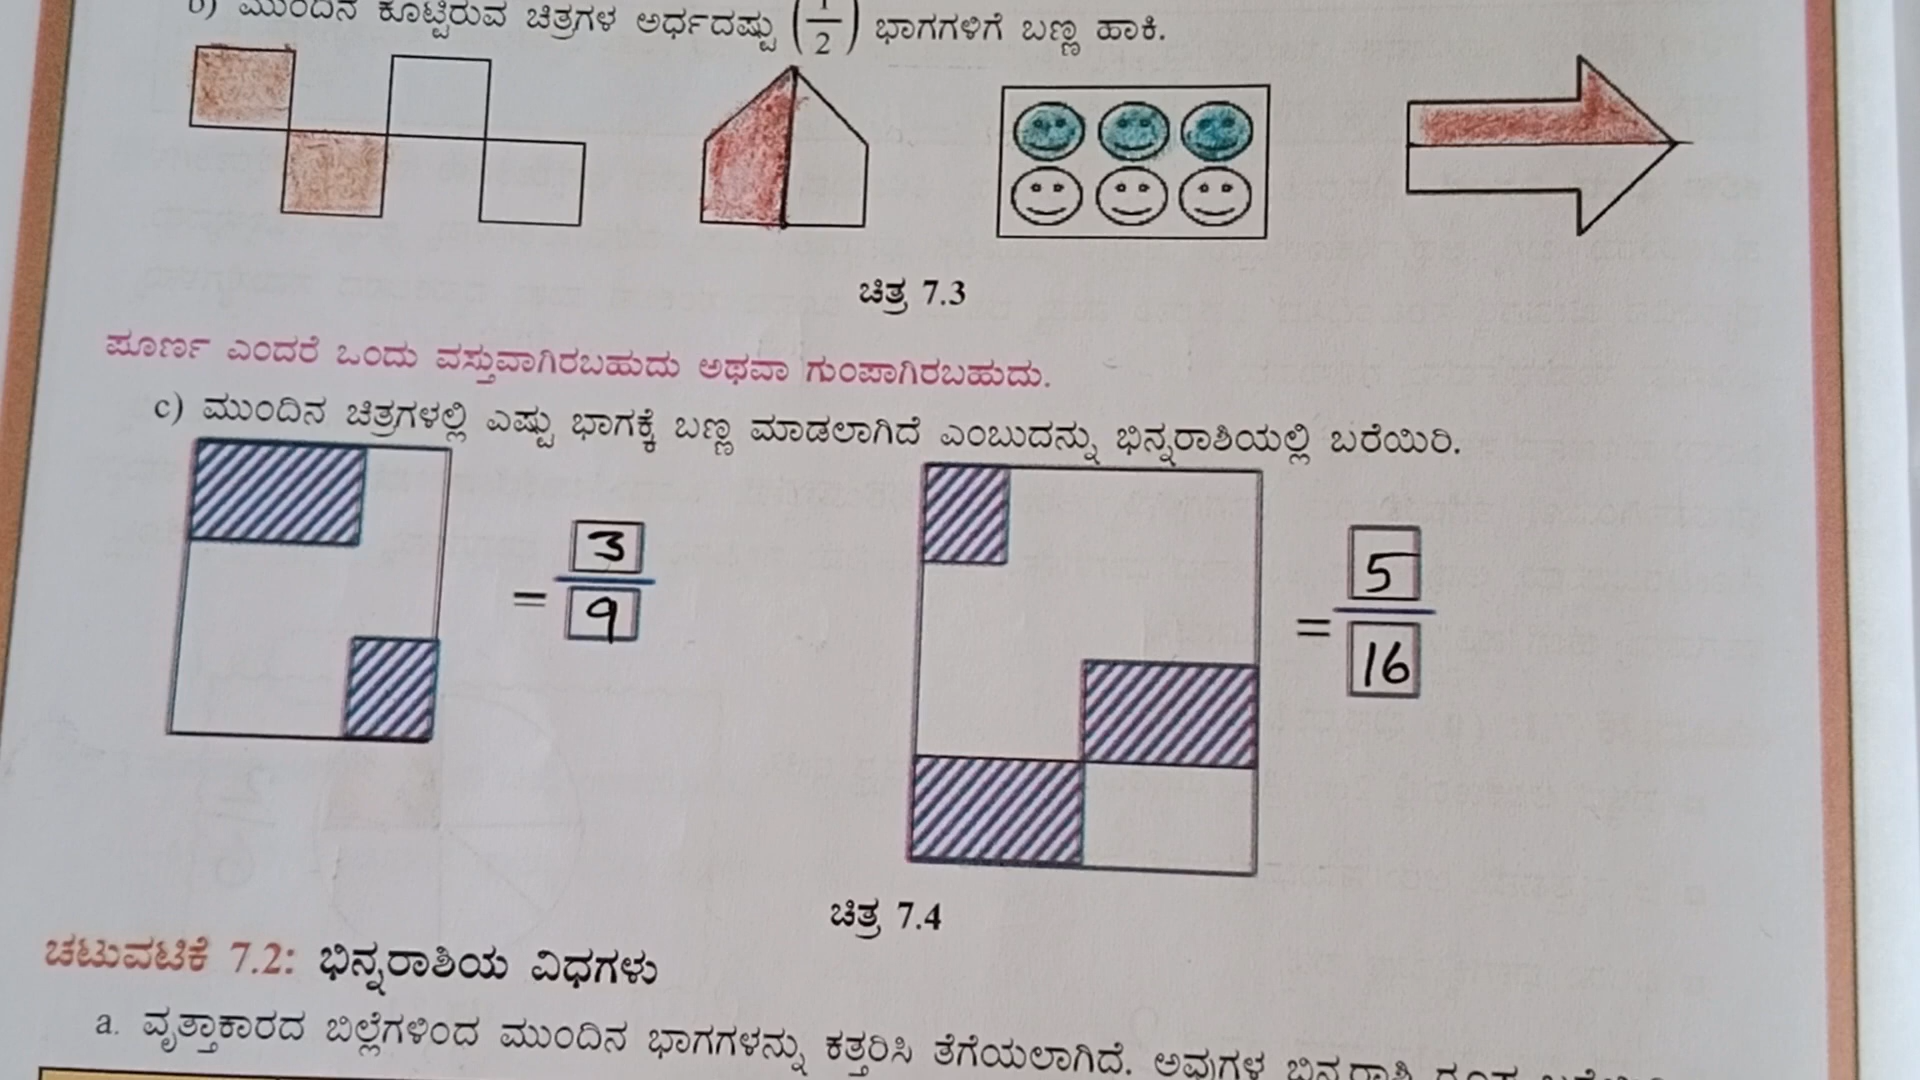 b) ಮುಂದಿನ ಕೊಟ್ಟಿರುವ ಚಿತ್ರಗಳ ಅರ್ಧದಷ್ಟು (1/2) ಭಾಗಗಳಿಗೆ ಬಣ್ಣ ಹಾಕಿ.
ಚಿತ್ರ 7.3
ಪೂರ್ಣ ಎಂದರೆ ಒಂದು ವಸ್ತುವಾಗಿರಬಹುದು ಅಥವಾ ಗುಂಪಾಗಿರಬಹುದು.
c) ಮುಂದಿನ ಚಿತ್ರಗಳಲ್ಲಿ ಎಷ್ಟು ಭಾಗಕ್ಕೆ ಬಣ್ಣ ಮಾಡಲಾಗಿದೆ ಎಂಬುದನ್ನು ಭಿನ್ನರಾಶಿಯಲ್ಲಿ ಬರೆಯಿರಿ.
= 3/9
= 5/16
ಚಿತ್ರ 7.4
ಚಟುವಟಿಕೆ 7.2: ಭಿನ್ನರಾಶಿಯ ವಿಧಗಳು
a. ವೃತ್ತಾಕಾರದ ಬಿಲ್ಲೆಗಳಿಂದ ಮುಂದಿನ ಭಾಗಗಳನ್ನು ಕತ್ತರಿಸಿ ತೆಗೆಯಲಾಗಿದೆ. ಅವುಗಳ